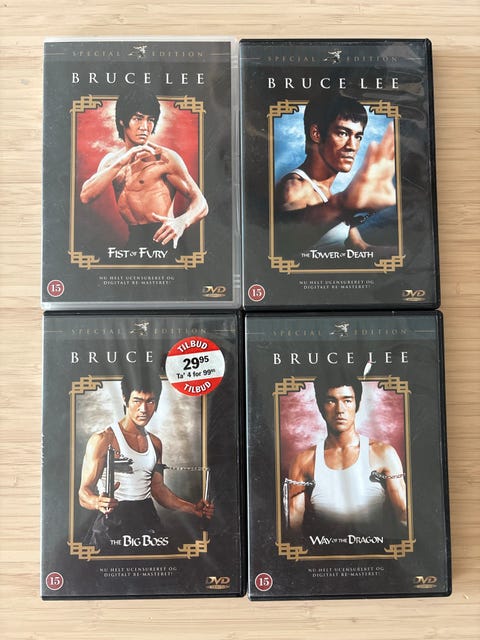 SPECIAL EDITION
BRUCE LEE
FIST OF FURY
NU HELT UCENSURERET OG
DIGITALT RE-MASTERET!
15
DVD
SPECIAL EDITION
BRUCE LEE
THE TOWER OF DEATH
NU HELT UCENSURERET OG
DIGITALT RE-MASTERET!
15
DVD
SPECIAL EDITION
BRUCE
TILBUD
29.95
Ta' 4 for 99.95
TILBUD
THE BIG BOSS
NU HELT UCENSURERET OG
DIGITALT RE-MASTERET!
15
DVD
SPECIAL EDITION
BRUCE LEE
WAY OF THE DRAGON
NU HELT UCENSURERET OG
DIGITALT RE-MASTERET!
15
DVD